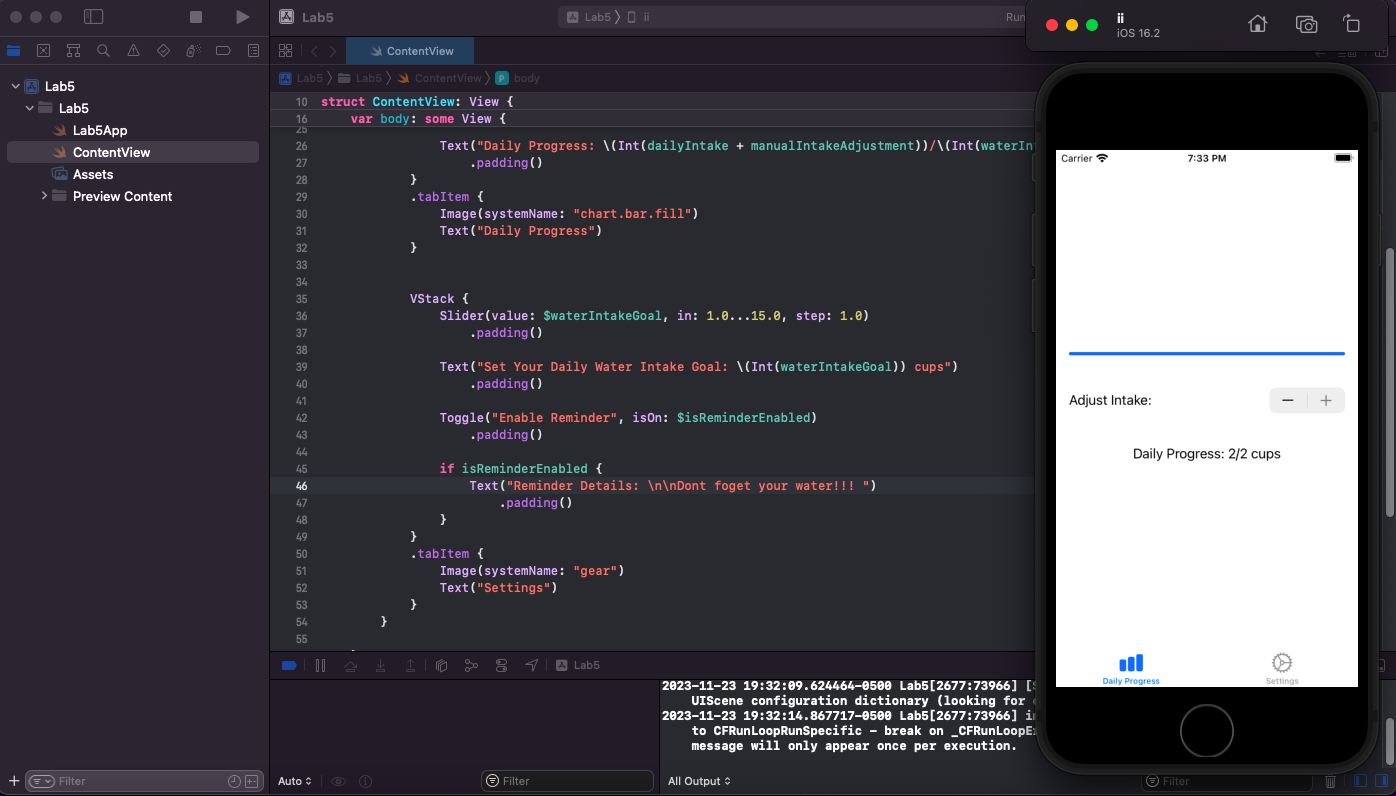 Lab5
Lab5 ⟩ ii
Run
ii
iOS 16.2
ContentView
Lab5
Lab5
Lab5App
ContentView
Assets
Preview Content
Lab5 ⟩ Lab5 ⟩ ContentView ⟩ P body
10 struct ContentView: View {
16 var body: some View {
25
26 Text("Daily Progress: \(Int(dailyIntake + manualIntakeAdjustment))/\(Int(waterInt
27 .padding()
28 }
29 .tabItem {
30 Image(systemName: "chart.bar.fill")
31 Text("Daily Progress")
32 }
33
34
35 VStack {
36 Slider(value: $waterIntakeGoal, in: 1.0...15.0, step: 1.0)
37 .padding()
38
39 Text("Set Your Daily Water Intake Goal: \(Int(waterIntakeGoal)) cups")
40 .padding()
41
42 Toggle("Enable Reminder", isOn: $isReminderEnabled)
43 .padding()
44
45 if isReminderEnabled {
46 Text("Reminder Details: \n\nDont foget your water!!! ")
47 .padding()
48 }
49 }
50 .tabItem {
51 Image(systemName: "gear")
52 Text("Settings")
53 }
54 }
55
Carrier 7:33 PM
Adjust Intake: − +
Daily Progress: 2/2 cups
Daily Progress Settings
Lab5
2023-11-23 19:32:09.624464-0500 Lab5[2677:73966] [S
UIScene configuration dictionary (looking for
2023-11-23 19:32:14.867717-0500 Lab5[2677:73966]
to CFRunLoopRunSpecific - break on _CFRunLoopE
message will only appear once per execution.
Filter
Auto
Filter
All Output
Filter